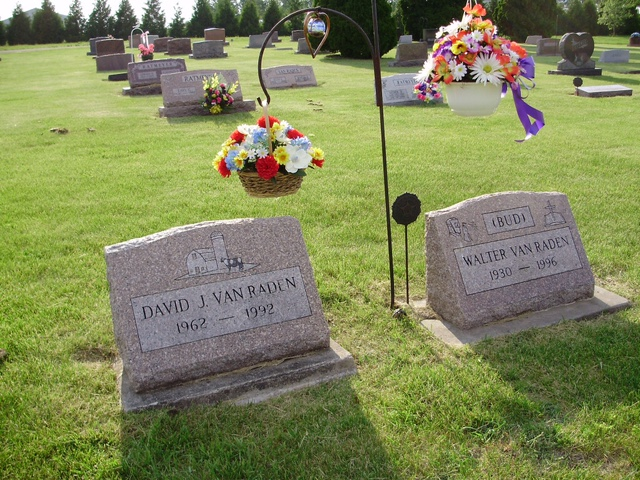 DAVID J. VAN RADEN
1962 — 1992
(BUD)
WALTER VAN RADEN
1930 — 1996